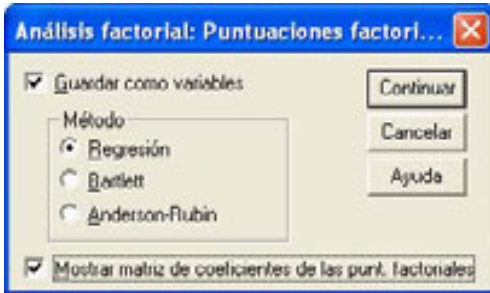 Análisis factorial: Puntuaciones factori...
Guardar como variables
Método
Regresión
Bartlett
Anderson-Rubin
Continuar
Cancelar
Ayuda
Mostrar matriz de coeficientes de las punt. factoriales